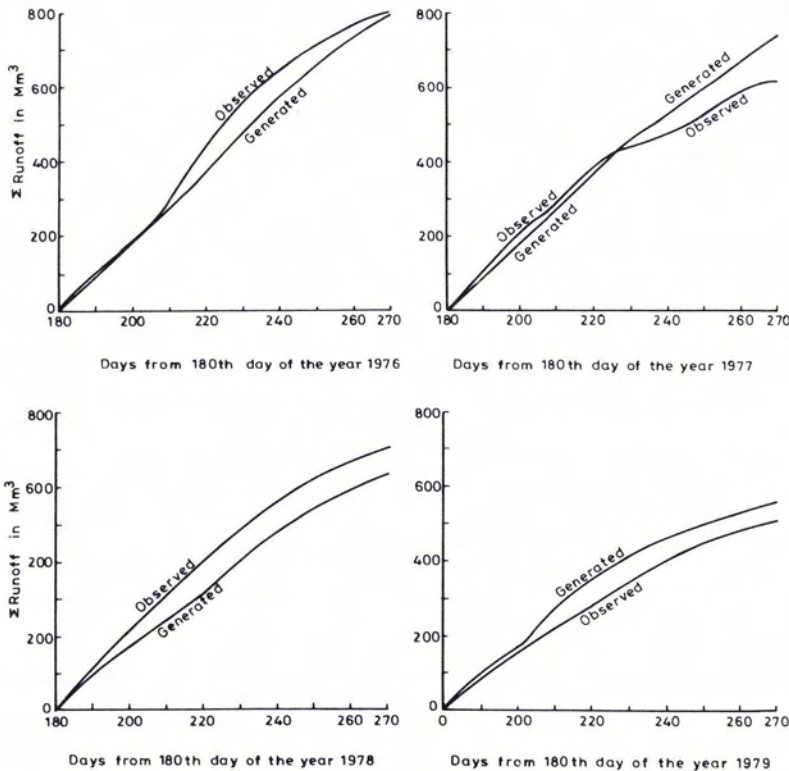 800
600
400
200
0
Σ Runoff in Mm³
Observed
Generated
180 200 220 240 260 270
Days from 180th day of the year 1976
800
600
400
200
0
Generated
Observed
Observed
Generated
180 200 220 240 260 270
Days from 180th day of the year 1977
800
600
200
200
0
Σ Runoff in Mm³
Observed
Generated
180 200 220 240 260 270
Days from 180th day of the year 1978
800
600
400
200
0
Generated
Observed
0 200 220 240 260 270
Days from 180th day of the year 1979